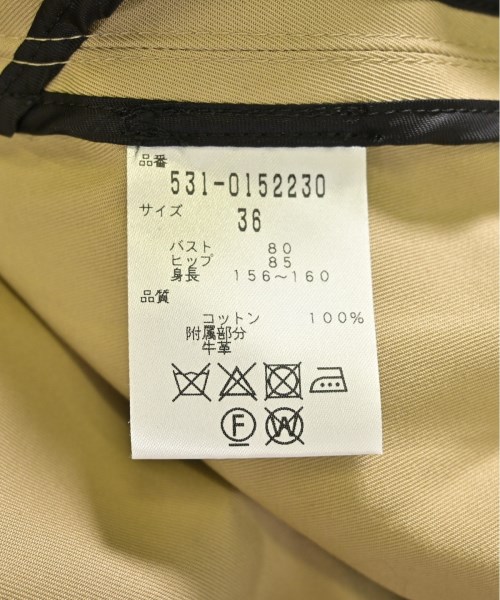 品番
531-0152230
サイズ
36
バスト 80
ヒップ 85
身長 156～160
品質
コットン 100%
附属部分
牛革
F W